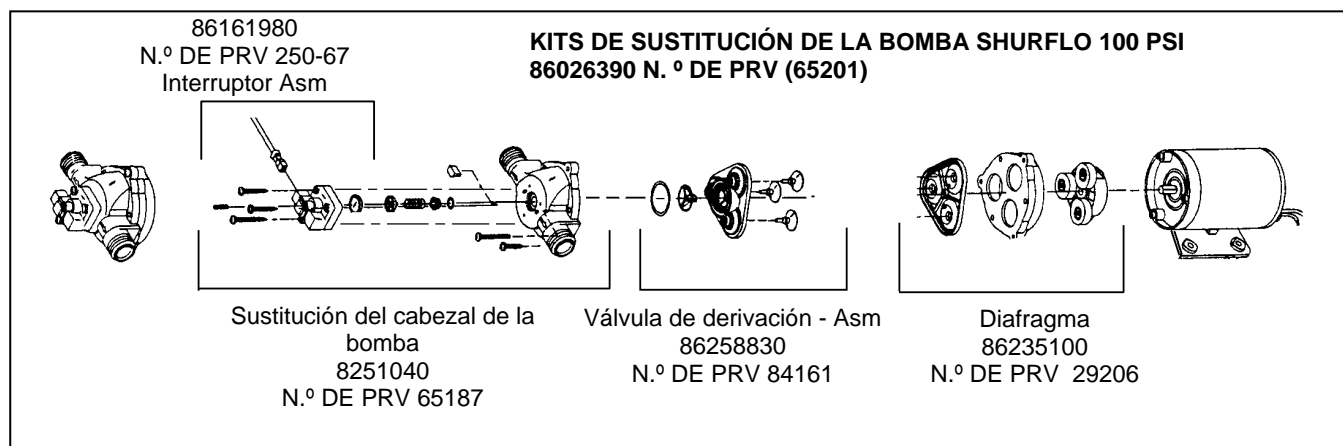 86161980
N.º DE PRV 250-67
Interruptor Asm
KITS DE SUSTITUCIÓN DE LA BOMBA SHURFLO 100 PSI
86026390 N. º DE PRV (65201)
Sustitución del cabezal de la
bomba
8251040
N.º DE PRV 65187
Válvula de derivación - Asm
86258830
N.º DE PRV 84161
Diafragma
86235100
N.º DE PRV 29206